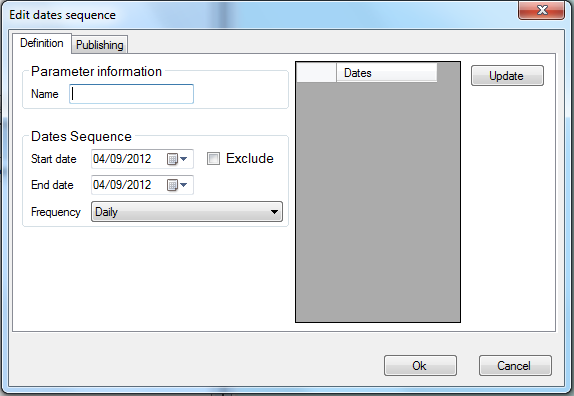 Edit dates sequence
Definition Publishing
Parameter information
Name
Dates Sequence
Start date 04/09/2012 Exclude
End date 04/09/2012
Frequency Daily
Dates
Update
Ok Cancel